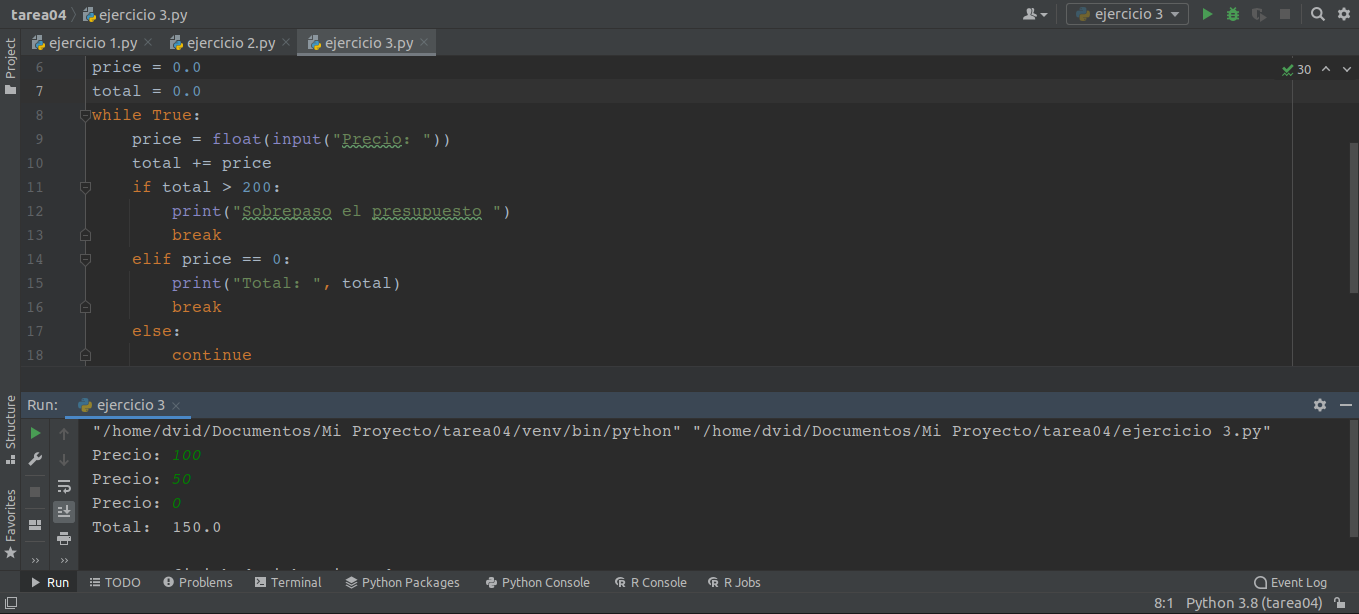 tarea04 ejercicio 3.py ejercicio 3
ejercicio 1.py ejercicio 2.py ejercicio 3.py
Project
30
6 price = 0.0
7 total = 0.0
8 while True:
9 price = float(input("Precio: "))
10 total += price
11 if total > 200:
12 print("Sobrepaso el presupuesto ")
13 break
14 elif price == 0:
15 print("Total: ", total)
16 break
17 else:
18 continue
Structure
Favorites
Run: ejercicio 3
"/home/dvid/Documentos/Mi Proyecto/tarea04/venv/bin/python" "/home/dvid/Documentos/Mi Proyecto/tarea04/ejercicio 3.py"
Precio: 100
Precio: 50
Precio: 0
Total:  150.0
Run TODO Problems Terminal Python Packages Python Console R Console R Jobs Event Log
8:1 Python 3.8 (tarea04)